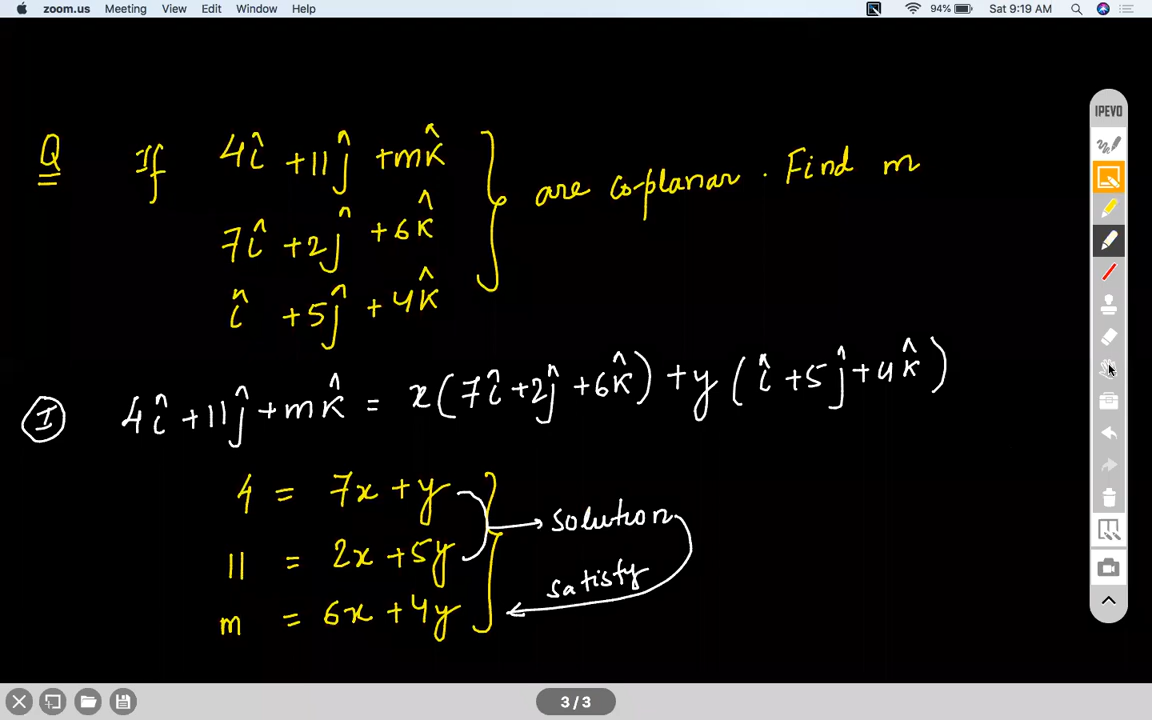 zoom.us Meeting View Edit Window Help 94% Sat 9:19 AM
IPEVO
Q If 4î + 11ĵ + mk̂
7î + 2ĵ + 6k̂
î + 5ĵ + 4k̂
are co-planar. Find m
I 4î + 11ĵ + mk̂ = x(7î + 2ĵ + 6k̂) + y(î + 5ĵ + 4k̂)
4 = 7x + y
11 = 2x + 5y
m = 6x + 4y
solution
satisfy
3/3